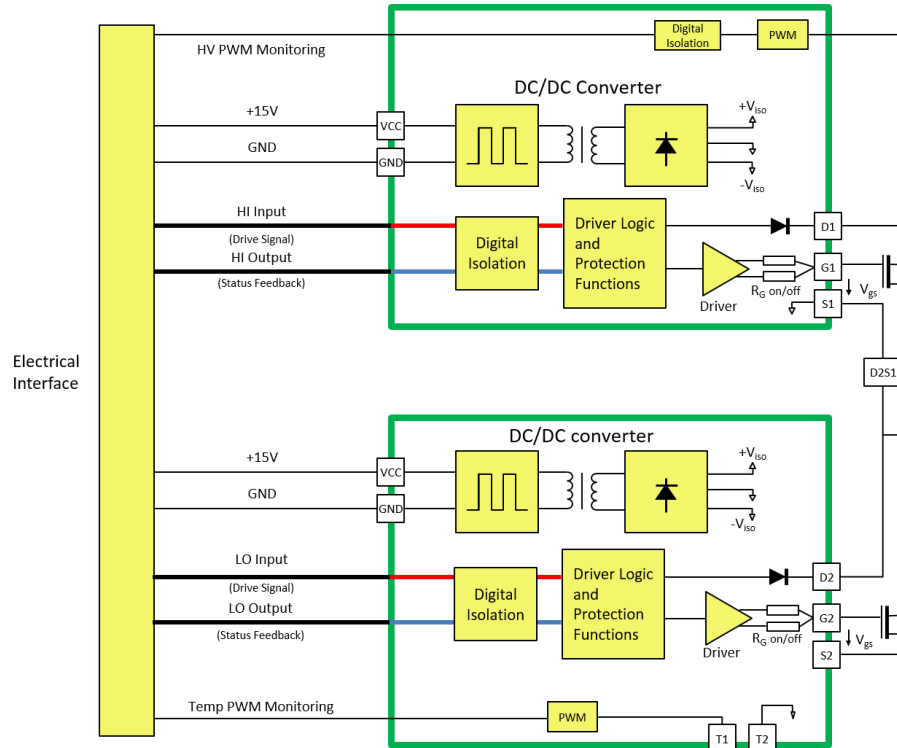 HV PWM Monitoring
Digital
Isolation
PWM
DC/DC Converter
+15V
VCC
GND
GND
+Viso
-Viso
HI Input
(Drive Signal)
HI Output
(Status Feedback)
Digital
Isolation
Driver Logic
and
Protection
Functions
Driver
RG on/off
D1
G1
Vgs
S1
Electrical
Interface
D2S1
DC/DC converter
+15V
VCC
GND
GND
+Viso
-Viso
LO Input
(Drive Signal)
LO Output
(Status Feedback)
Digital
Isolation
Driver Logic
and
Protection
Functions
Driver
RG on/off
D2
G2
Vgs
S2
Temp PWM Monitoring
PWM
T1
T2